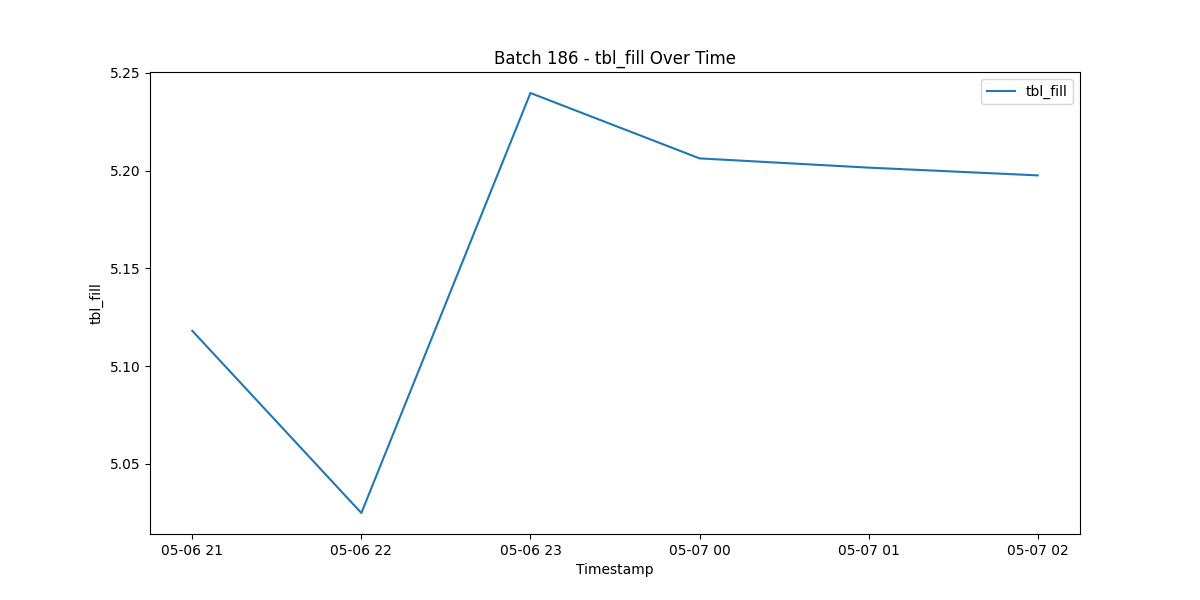 Batch 186 - tbl_fill Over Time
tbl_fill
5.25
5.20
5.15
5.10
5.05
tbl_fill
05-06 21
05-06 22
05-06 23
05-07 00
05-07 01
05-07 02
Timestamp